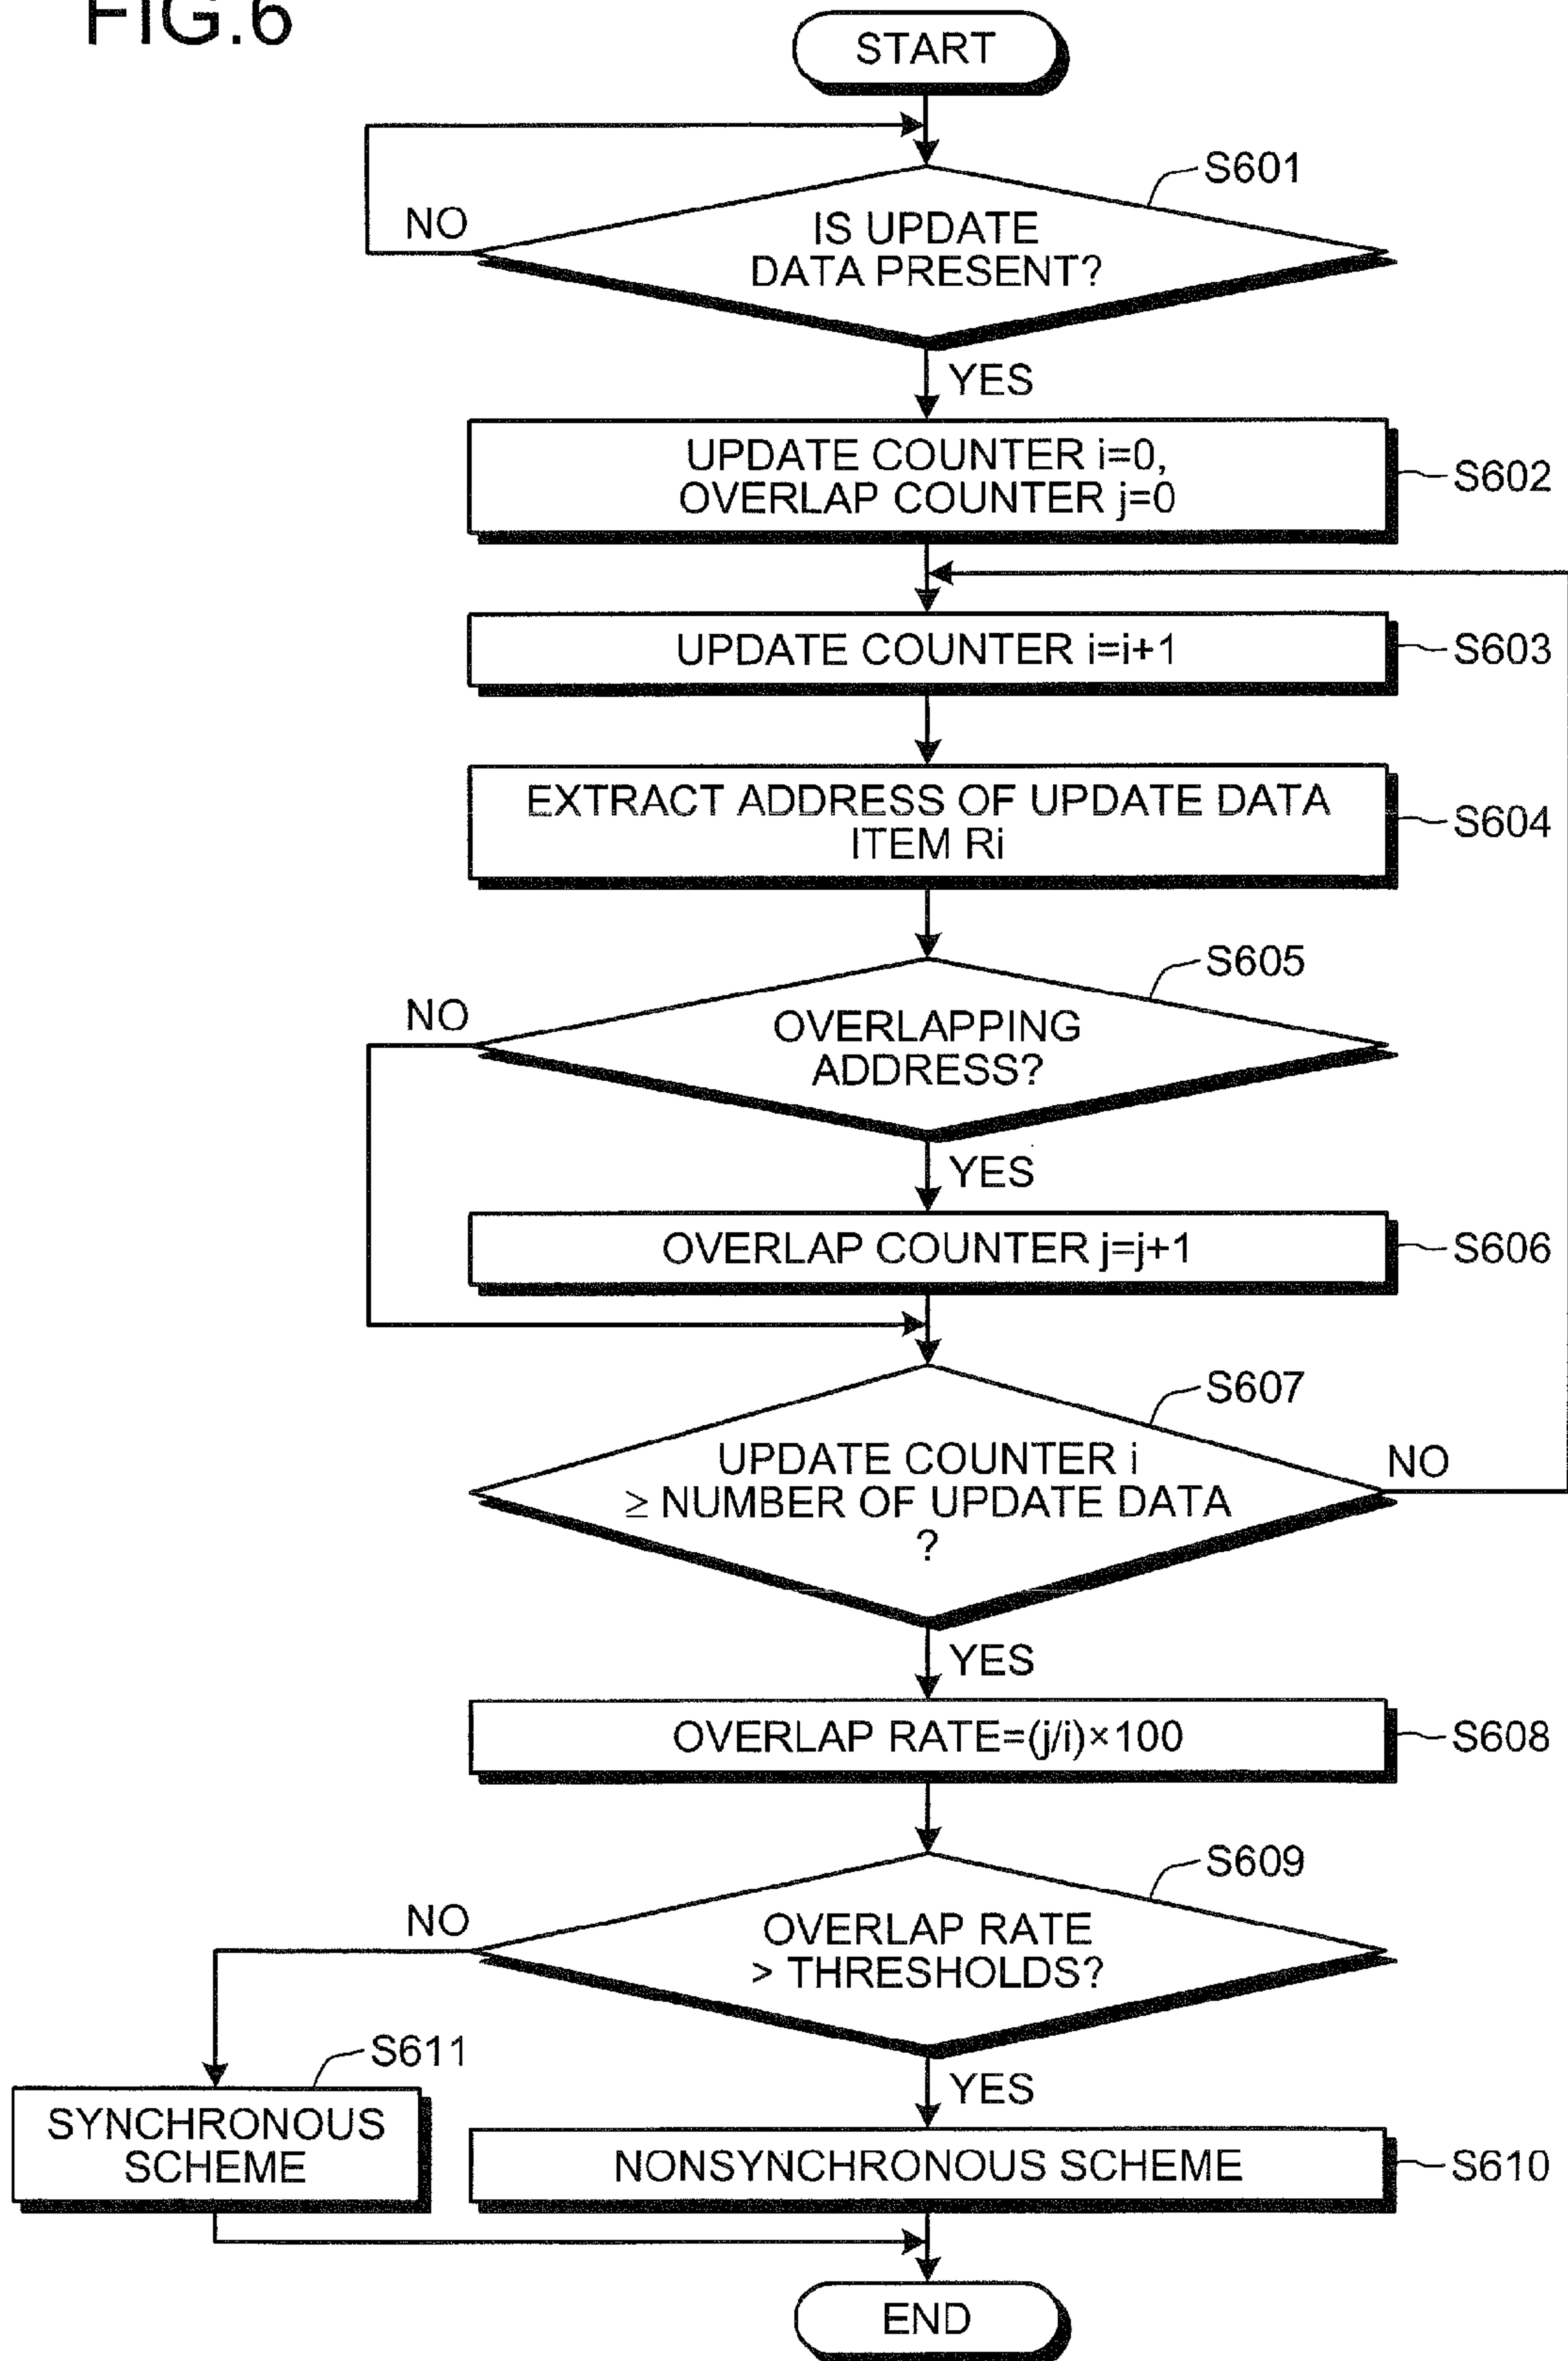 FIG.6
START
S601
NO
IS UPDATE
DATA PRESENT?
YES
UPDATE COUNTER i=0,
OVERLAP COUNTER j=0
S602
UPDATE COUNTER i=i+1
S603
EXTRACT ADDRESS OF UPDATE DATA
ITEM Ri
S604
S605
NO
OVERLAPPING
ADDRESS?
YES
OVERLAP COUNTER j=j+1
S606
S607
UPDATE COUNTER i
≥ NUMBER OF UPDATE DATA
?
NO
YES
OVERLAP RATE=(j/i)×100
S608
S609
NO
OVERLAP RATE
> THRESHOLDS?
S611
YES
SYNCHRONOUS
SCHEME
NONSYNCHRONOUS SCHEME
S610
END